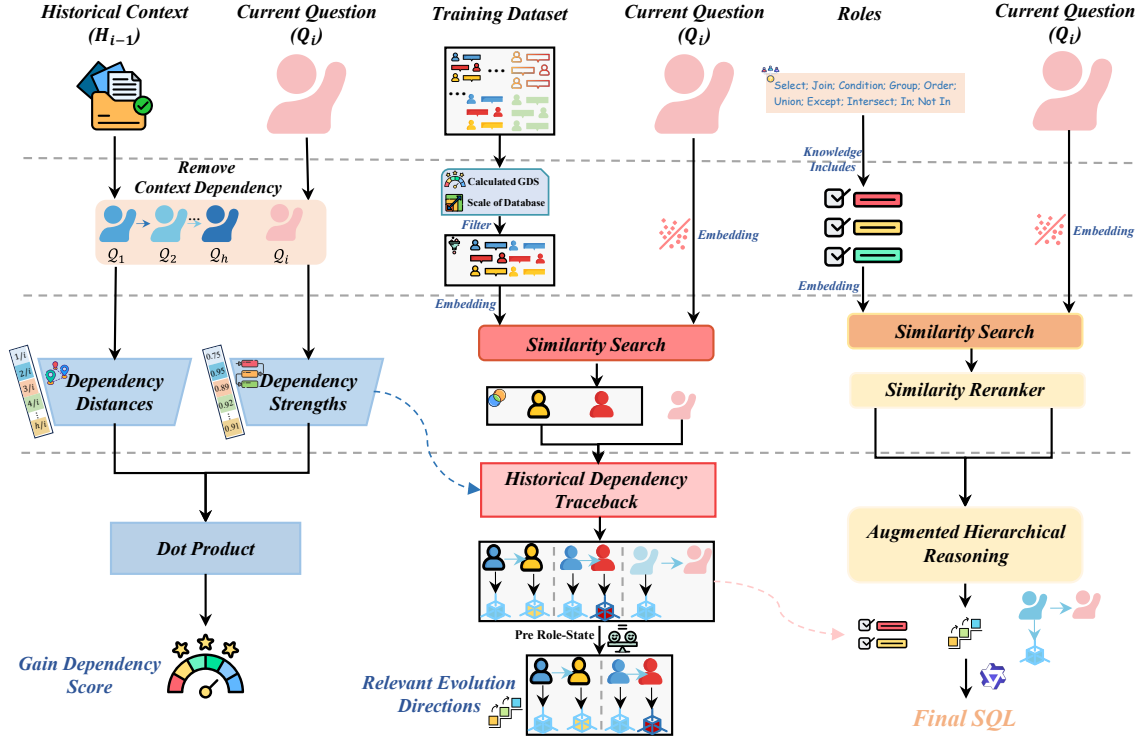 Historical Context
(H_{i−1})
Current Question
(Q_i)
Training Dataset
Current Question
(Q_i)
Roles
Current Question
(Q_i)
Select; Join; Condition; Group; Order;
Union; Except; Intersect; In; Not In
Remove
Context Dependency
Q_1
Q_2
...
Q_h
Q_i
Calculated GDS
Scale of Database
Filter
Embedding
Embedding
Knowledge
Includes
Embedding
Embedding
1/i
2/i
3/i
4/i
⋮
h/i
Dependency
Distances
0.75
0.95
0.89
0.92
⋮
0.91
Dependency
Strengths
Similarity Search
Similarity Search
Similarity Reranker
Historical Dependency
Traceback
Dot Product
Augmented Hierarchical
Reasoning
Pre Role-State
Gain Dependency
Score
Relevant Evolution
Directions
Final SQL